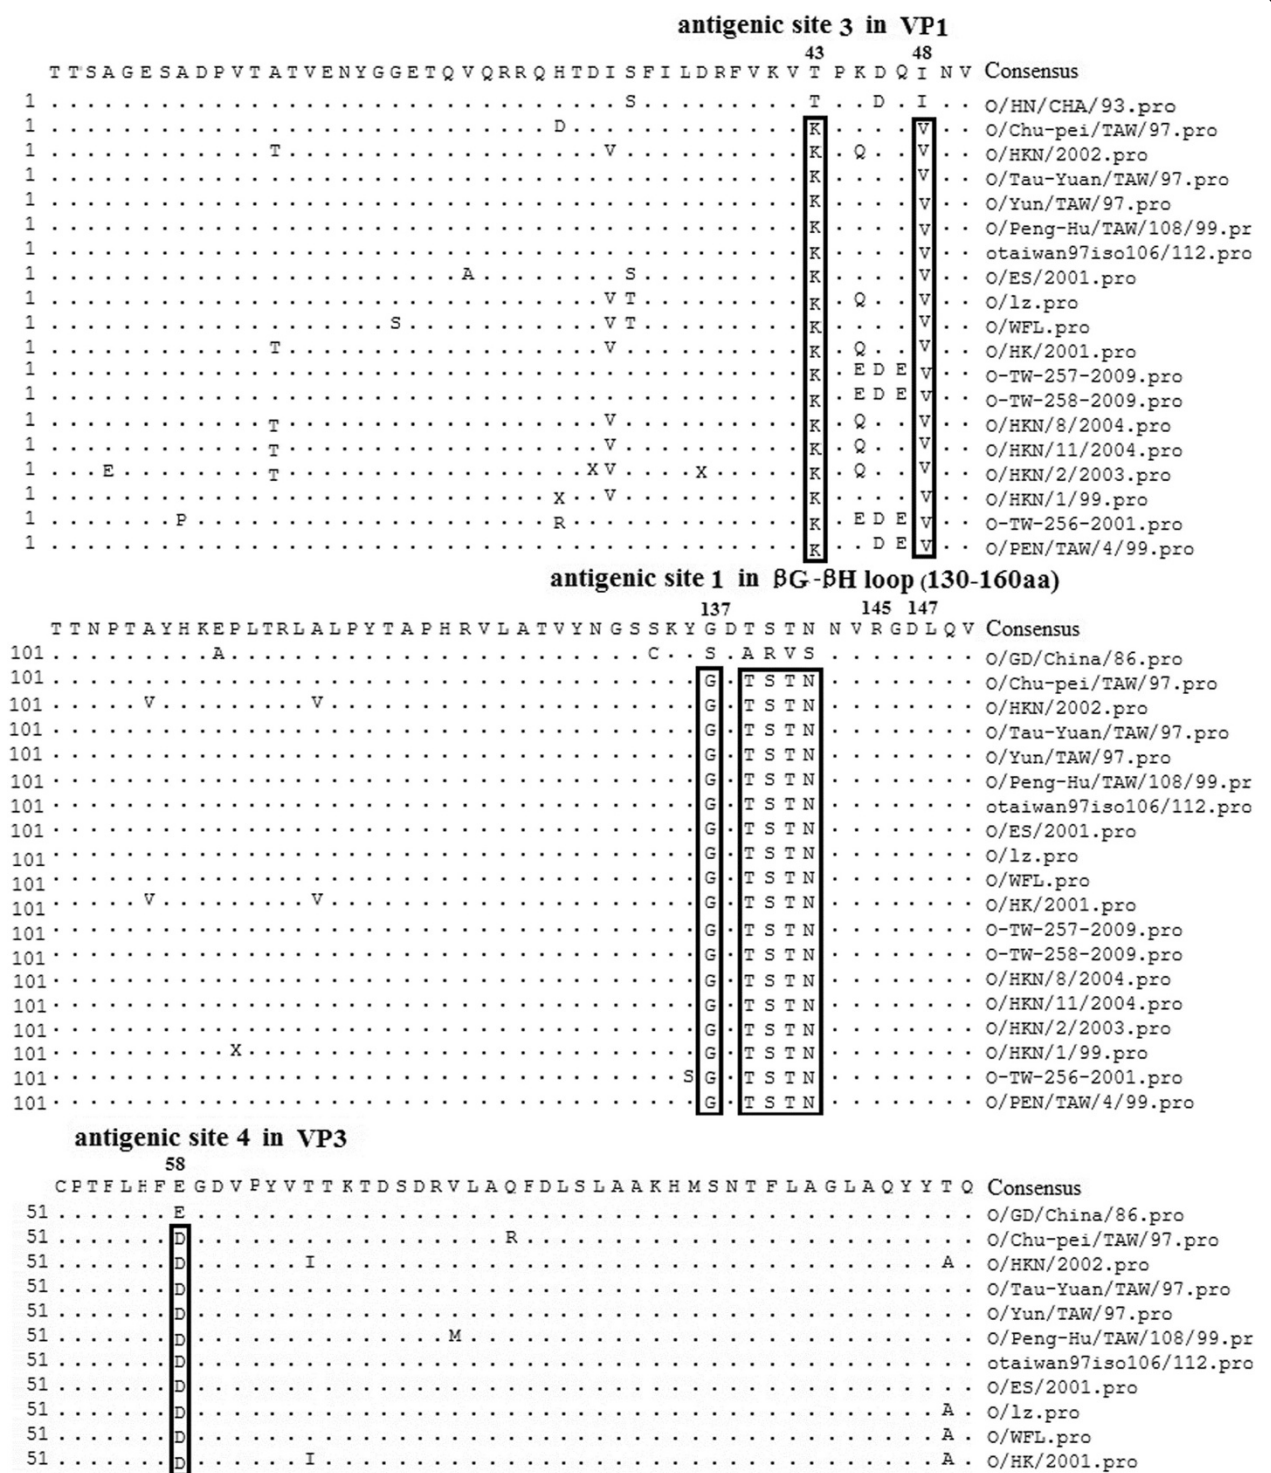 antigenic site 3 in VP1
43 48
T T S A G E S A D P V T A T V E N Y G G E T Q V Q R R Q H T D I S F I L D R F V K V T P K D Q I N V Consensus
1 . . . . . . . . . . . . . . . . . . . . . . . . . . . . . . . . S . . . . . . . . . T . . D . I . . O/HN/CHA/93.pro
1 . . . . . . . . . . . . . . . . . . . . . . . . . . . . D . . . . . . . . . . . . . K . . . . V . . O/Chu-pei/TAW/97.pro
1 . . . . . . . . . . . . T . . . . . . . . . . . . . . . . . . V . . . . . . . . . . K . Q . . V . . O/HKN/2002.pro
1 . . . . . . . . . . . . . . . . . . . . . . . . . . . . . . . . . . . . . . . . . . K . . . . V . . O/Tau-Yuan/TAW/97.pro
1 . . . . . . . . . . . . . . . . . . . . . . . . . . . . . . . . . . . . . . . . . . K . . . . V . . O/Yun/TAW/97.pro
1 . . . . . . . . . . . . . . . . . . . . . . . . . . . . . . . . . . . . . . . . . . K . . . . V . . O/Peng-Hu/TAW/108/99.pr
1 . . . . . . . . . . . . . . . . . . . . . . . . . . . . . . . . . . . . . . . . . . K . . . . V . . otaiwan97iso106/112.pro
1 . . . . . . . . . . . . . . . . . . . . . . . A . . . . . . . . S . . . . . . . . . K . . . . V . . O/ES/2001.pro
1 . . . . . . . . . . . . . . . . . . . . . . . . . . . . . . . V T . . . . . . . . . K . Q . . V . . O/lz.pro
1 . . . . . . . . . . . . . . . . . . . S . . . . . . . . . . . V T . . . . . . . . . K . . . . V . . O/WFL.pro
1 . . . . . . . . . . . . T . . . . . . . . . . . . . . . . . . V . . . . . . . . . . K . Q . . V . . O/HK/2001.pro
1 . . . . . . . . . . . . . . . . . . . . . . . . . . . . . . . . . . . . . . . . . . K . E D E V . . O-TW-257-2009.pro
1 . . . . . . . . . . . . . . . . . . . . . . . . . . . . . . . . . . . . . . . . . . K . E D E V . . O-TW-258-2009.pro
1 . . . . . . . . . . . . T . . . . . . . . . . . . . . . . . . V . . . . . . . . . . K . Q . . V . . O/HKN/8/2004.pro
1 . . . . . . . . . . . . T . . . . . . . . . . . . . . . . . . V . . . . . . . . . . K . Q . . V . . O/HKN/11/2004.pro
1 . . . E . . . . . . . . T . . . . . . . . . . . . . . . . . X V . . . . X . . . . . K . Q . . V . . O/HKN/2/2003.pro
1 . . . . . . . . . . . . . . . . . . . . . . . . . . . . X . . V . . . . . . . . . . K . . . . V . . O/HKN/1/99.pro
1 . . . . . . . P . . . . . . . . . . . . . . . . . . . . R . . . . . . . . . . . . . K . E D E V . . O-TW-256-2001.pro
1 . . . . . . . . . . . . . . . . . . . . . . . . . . . . . . . . . . . . . . . . . . K . . D E V . . O/PEN/TAW/4/99.pro
antigenic site 1 in βG-βH loop (130-160aa)
137 145 147
T T N P T A Y H K E P L T R L A L P Y T A P H R V L A T V Y N G S S K Y G D T S T N N V R G D L Q V Consensus
101 . . . . . . . . . A . . . . . . . . . . . . . . . . . . . . . . . C . . S . A R V S . . . . . . . . O/GD/China/86.pro
101 . . . . . . . . . . . . . . . . . . . . . . . . . . . . . . . . . . . . G . T S T N . . . . . . . . O/Chu-pei/TAW/97.pro
101 . . . . . V . . . . . . . . . V . . . . . . . . . . . . . . . . . . . . G . T S T N . . . . . . . . O/HKN/2002.pro
101 . . . . . . . . . . . . . . . . . . . . . . . . . . . . . . . . . . . . G . T S T N . . . . . . . . O/Tau-Yuan/TAW/97.pro
101 . . . . . . . . . . . . . . . . . . . . . . . . . . . . . . . . . . . . G . T S T N . . . . . . . . O/Yun/TAW/97.pro
101 . . . . . . . . . . . . . . . . . . . . . . . . . . . . . . . . . . . . G . T S T N . . . . . . . . O/Peng-Hu/TAW/108/99.pr
101 . . . . . . . . . . . . . . . . . . . . . . . . . . . . . . . . . . . . G . T S T N . . . . . . . . otaiwan97iso106/112.pro
101 . . . . . . . . . . . . . . . . . . . . . . . . . . . . . . . . . . . . G . T S T N . . . . . . . . O/ES/2001.pro
101 . . . . . . . . . . . . . . . . . . . . . . . . . . . . . . . . . . . . G . T S T N . . . . . . . . O/lz.pro
101 . . . . . . . . . . . . . . . . . . . . . . . . . . . . . . . . . . . . G . T S T N . . . . . . . . O/WFL.pro
101 . . . . . V . . . . . . . . . V . . . . . . . . . . . . . . . . . . . . G . T S T N . . . . . . . . O/HK/2001.pro
101 . . . . . . . . . . . . . . . . . . . . . . . . . . . . . . . . . . . . G . T S T N . . . . . . . . O-TW-257-2009.pro
101 . . . . . . . . . . . . . . . . . . . . . . . . . . . . . . . . . . . . G . T S T N . . . . . . . . O-TW-258-2009.pro
101 . . . . . . . . . . . . . . . . . . . . . . . . . . . . . . . . . . . . G . T S T N . . . . . . . . O/HKN/8/2004.pro
101 . . . . . . . . . . . . . . . . . . . . . . . . . . . . . . . . . . . . G . T S T N . . . . . . . . O/HKN/11/2004.pro
101 . . . . . . . . . . . . . . . . . . . . . . . . . . . . . . . . . . . . G . T S T N . . . . . . . . O/HKN/2/2003.pro
101 . . . . . . . . . . X . . . . . . . . . . . . . . . . . . . . . . . . . G . T S T N . . . . . . . . O/HKN/1/99.pro
101 . . . . . . . . . . . . . . . . . . . . . . . . . . . . . . . . . . . S G . T S T N . . . . . . . . O-TW-256-2001.pro
101 . . . . . . . . . . . . . . . . . . . . . . . . . . . . . . . . . . . . G . T S T N . . . . . . . . O/PEN/TAW/4/99.pro
antigenic site 4 in VP3
58
C P T F L H F E G D V P Y V T T K T D S D R V L A Q F D L S L A A K H M S N T F L A G L A Q Y Y T Q Consensus
51 . . . . . . . E . . . . . . . . . . . . . . . . . . . . . . . . . . . . . . . . . . . . . . . . . . O/GD/China/86.pro
51 . . . . . . . D . . . . . . . . . . . . . . . . . R . . . . . . . . . . . . . . . . . . . . . . . . O/Chu-pei/TAW/97.pro
51 . . . . . . . D . . . . . . I . . . . . . . . . . . . . . . . . . . . . . . . . . . . . . . . . A . O/HKN/2002.pro
51 . . . . . . . D . . . . . . . . . . . . . . . . . . . . . . . . . . . . . . . . . . . . . . . . . . O/Tau-Yuan/TAW/97.pro
51 . . . . . . . D . . . . . . . . . . . . . . . . . . . . . . . . . . . . . . . . . . . . . . . . . . O/Yun/TAW/97.pro
51 . . . . . . . D . . . . . . . . . . . . . . M . . . . . . . . . . . . . . . . . . . . . . . . . . . O/Peng-Hu/TAW/108/99.pr
51 . . . . . . . D . . . . . . . . . . . . . . . . . . . . . . . . . . . . . . . . . . . . . . . . . . otaiwan97iso106/112.pro
51 . . . . . . . D . . . . . . . . . . . . . . . . . . . . . . . . . . . . . . . . . . . . . . . . . . O/ES/2001.pro
51 . . . . . . . D . . . . . . . . . . . . . . . . . . . . . . . . . . . . . . . . . . . . . . . . A . O/lz.pro
51 . . . . . . . D . . . . . . . . . . . . . . . . . . . . . . . . . . . . . . . . . . . . . . . . A . O/WFL.pro
51 . . . . . . . D . . . . . . I . . . . . . . . . . . . . . . . . . . . . . . . . . . . . . . . . A . O/HK/2001.pro